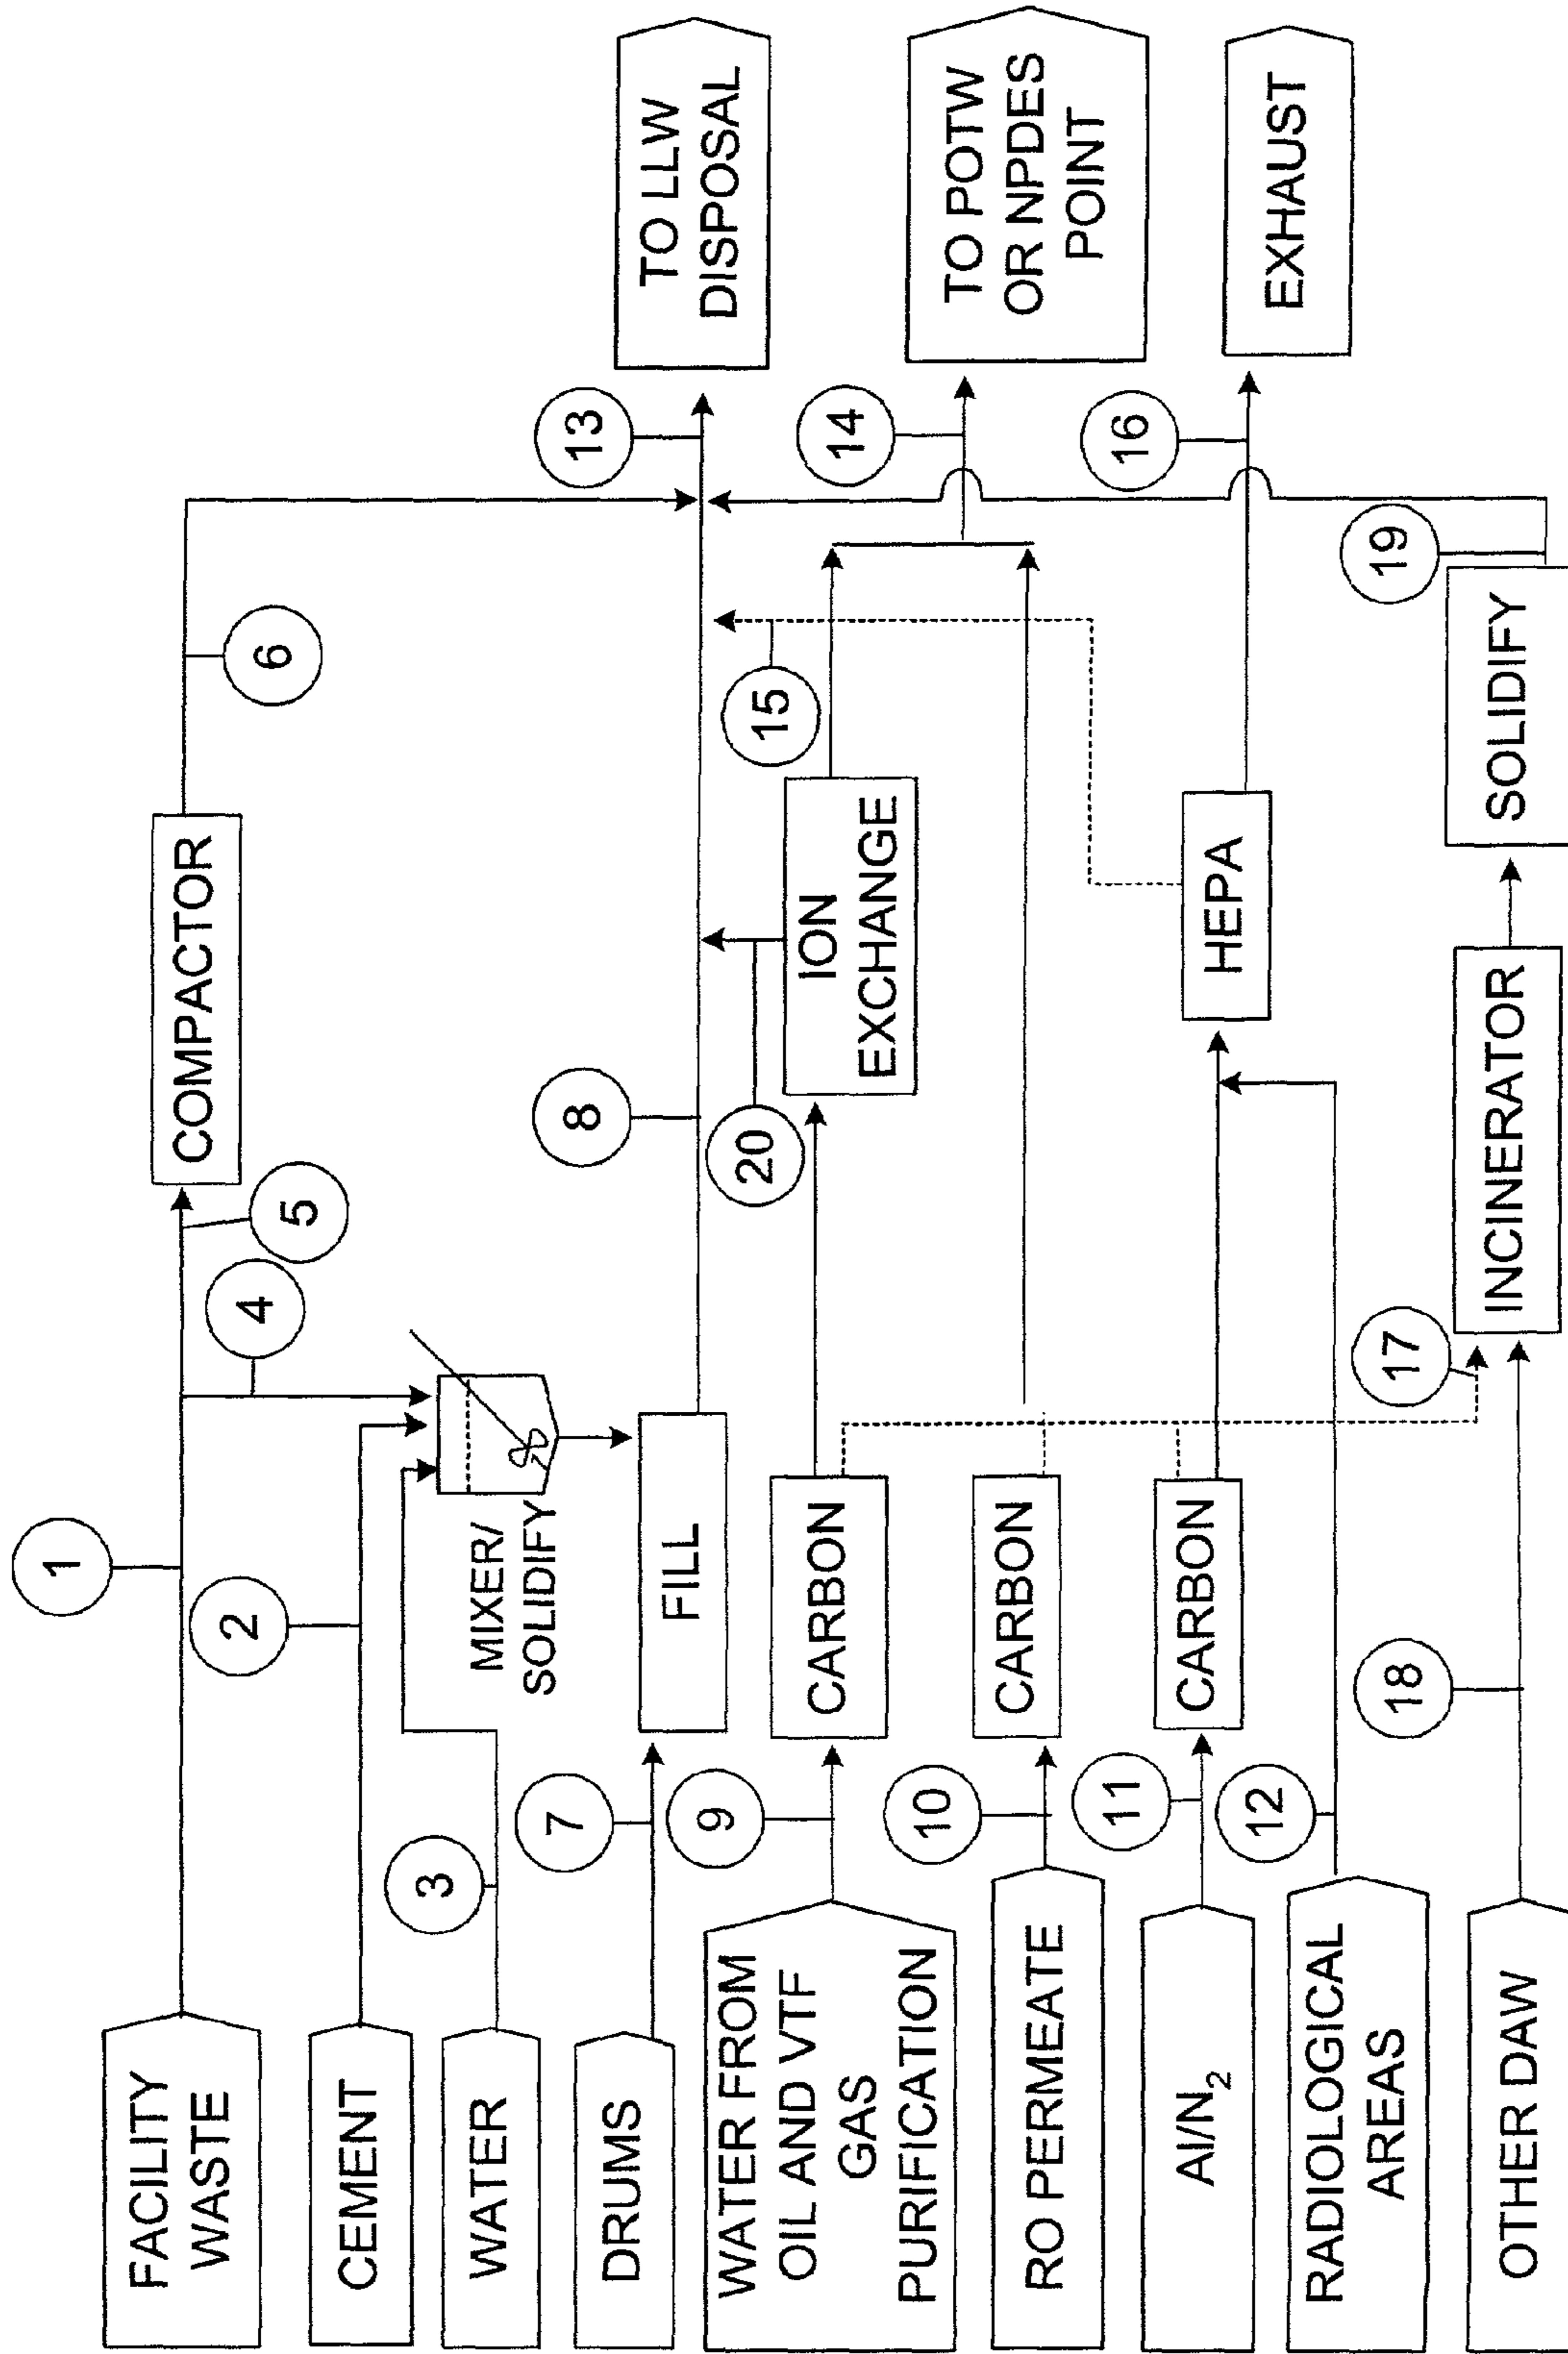 FACILITY
WASTE
CEMENT
WATER
DRUMS
WATER FROM
OIL AND VTF
GAS
PURIFICATION
RO PERMEATE
AI/N2
RADIOLOGICAL
AREAS
OTHER DAW
1
2
3
4
5
6
7
8
9
10
11
12
13
14
15
16
17
18
19
20
COMPACTOR
MIXER/
SOLIDIFY
FILL
CARBON
CARBON
CARBON
ION
EXCHANGE
HEPA
INCINERATOR
SOLIDIFY
TO LLW
DISPOSAL
TO POTW
OR NPDES
POINT
EXHAUST